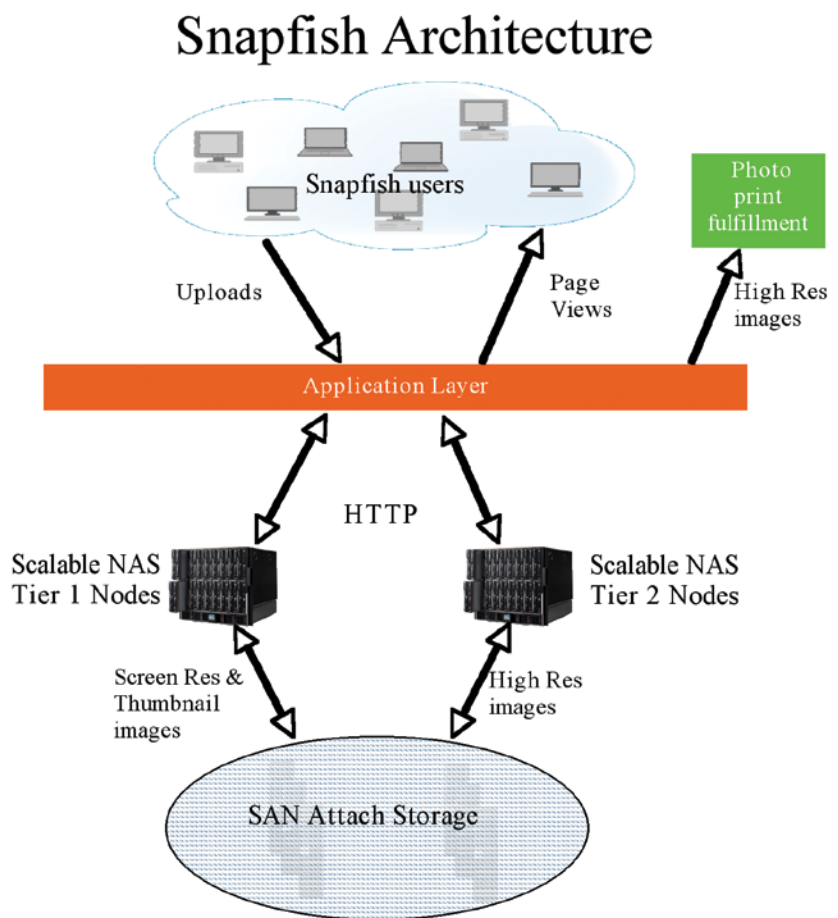 Snapfish Architecture
Snapfish users
Photo
print
fulfillment
Uploads
Page
Views
High Res
images
Application Layer
HTTP
Scalable NAS
Tier 1 Nodes
Scalable NAS
Tier 2 Nodes
Screen Res &
Thumbnail
images
High Res
images
SAN Attach Storage